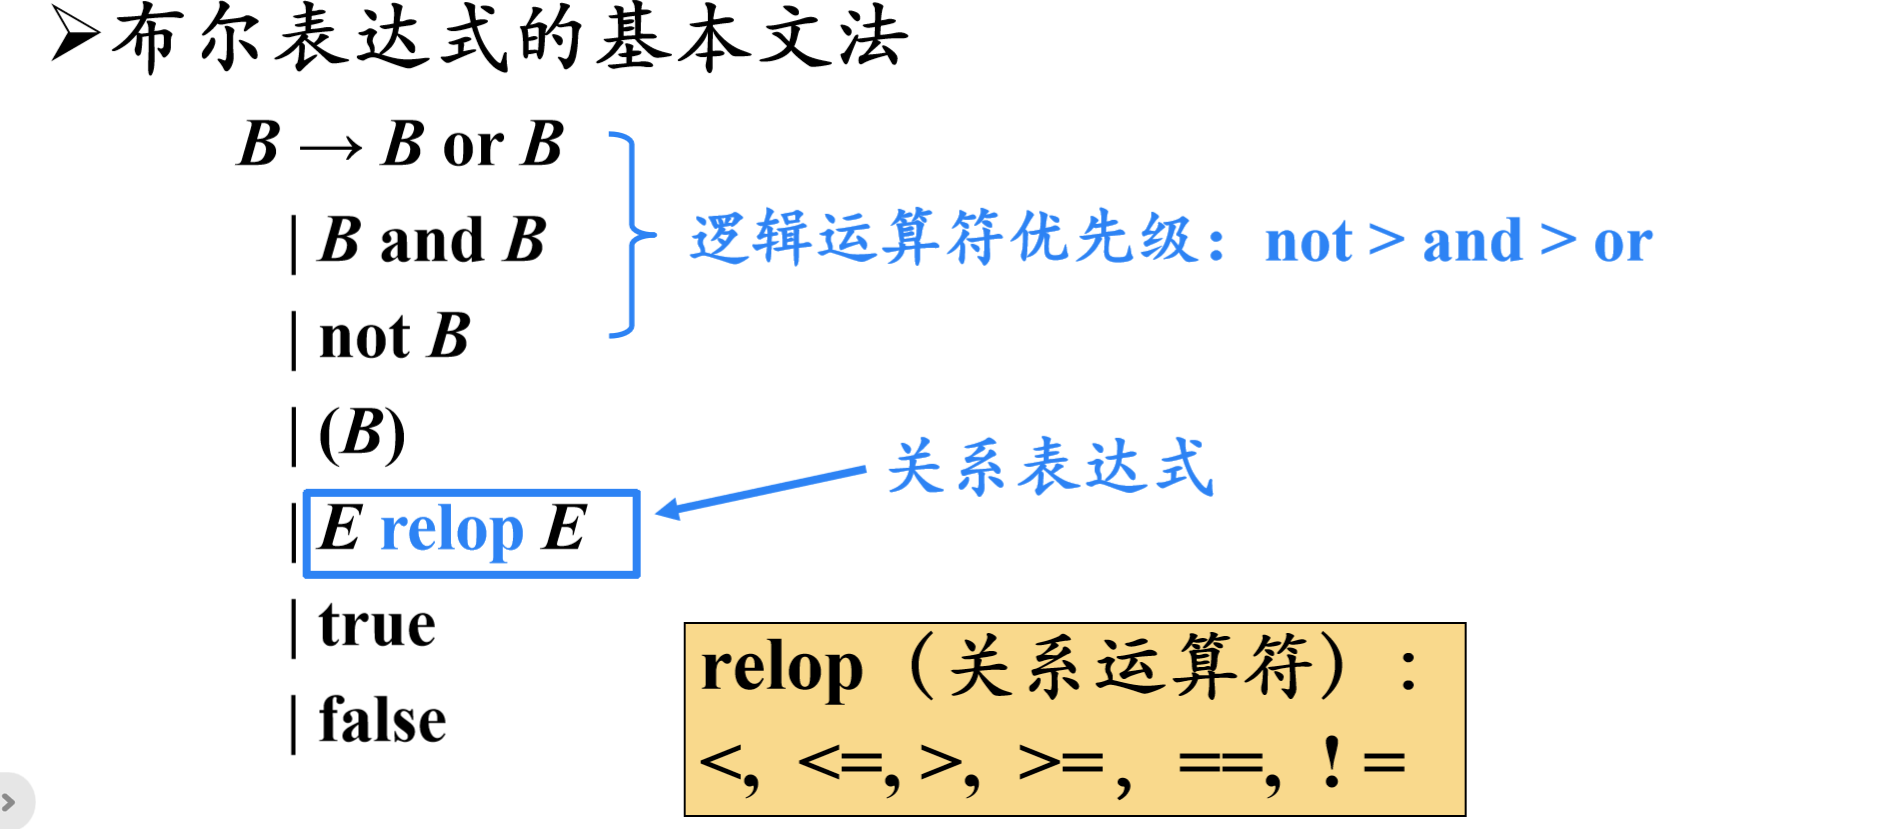 ➢布尔表达式的基本文法
B → B or B
| B and B
逻辑运算符优先级：not > and > or
| not B
| (B)
关系表达式
| E relop E
| true
| false
relop（关系运算符）:
<, <=, >, >=, ==, ! =